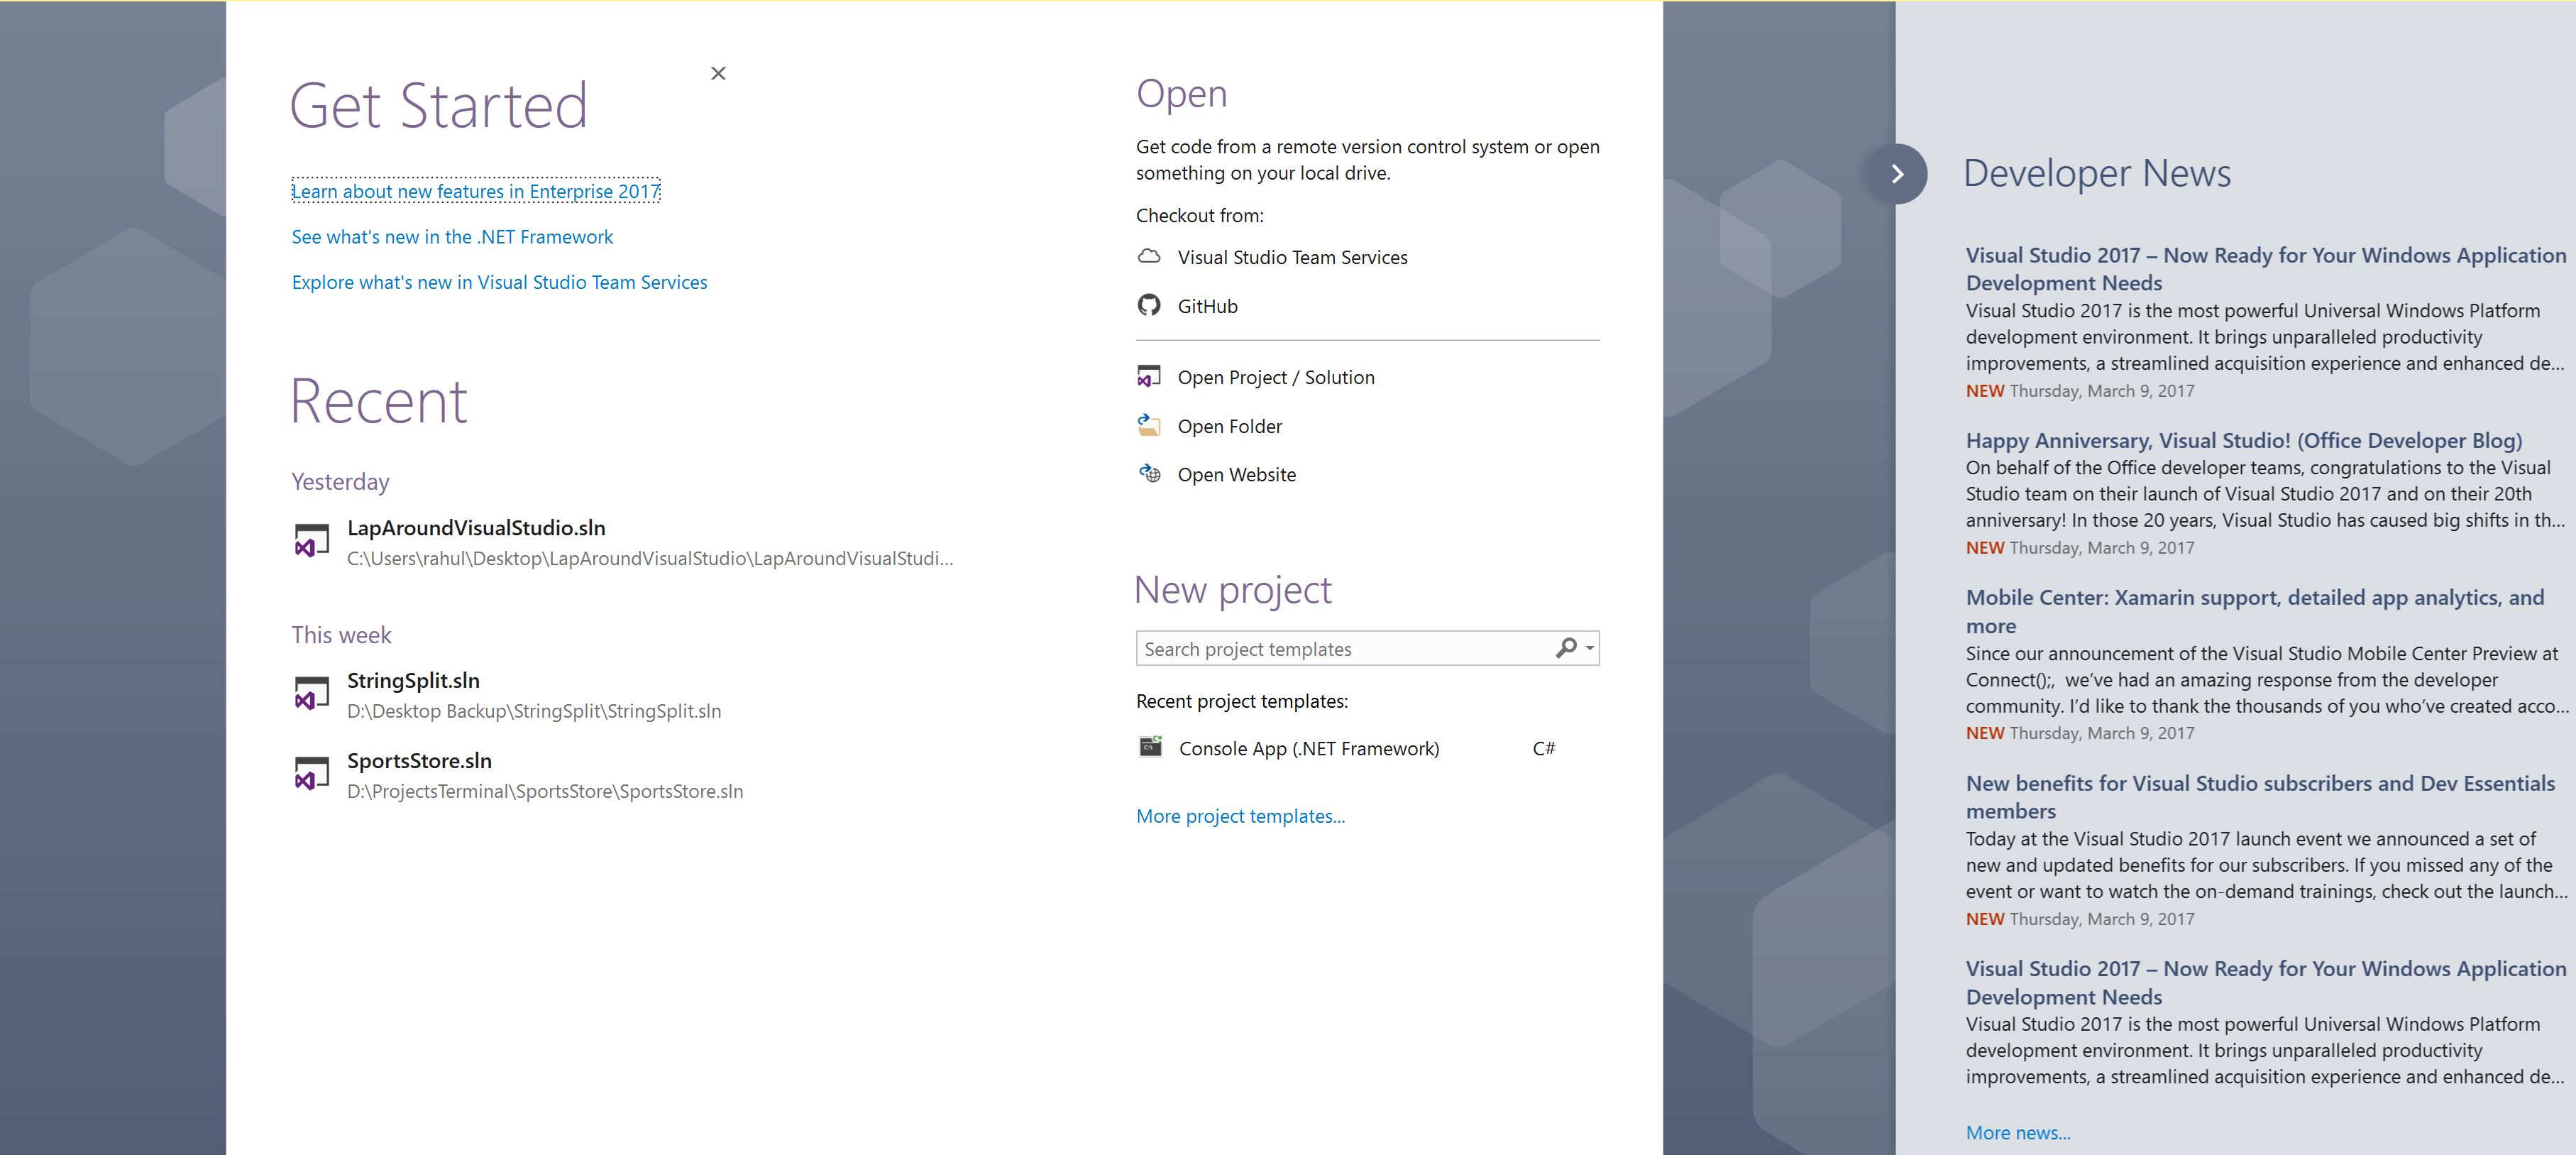 Get Started
Learn about new features in Enterprise 2017
See what's new in the .NET Framework
Explore what's new in Visual Studio Team Services
Recent
Yesterday
LapAroundVisualStudio.sln
C:\Users\rahul\Desktop\LapAroundVisualStudio\LapAroundVisualStudi...
This week
StringSplit.sln
D:\Desktop Backup\StringSplit\StringSplit.sln
SportsStore.sln
D:\ProjectsTerminal\SportsStore\SportsStore.sln
Open
Get code from a remote version control system or open
something on your local drive.
Checkout from:
Visual Studio Team Services
GitHub
Open Project / Solution
Open Folder
Open Website
New project
Search project templates
Recent project templates:
Console App (.NET Framework) C#
More project templates...
Developer News
Visual Studio 2017 – Now Ready for Your Windows Application
Development Needs
Visual Studio 2017 is the most powerful Universal Windows Platform
development environment. It brings unparalleled productivity
improvements, a streamlined acquisition experience and enhanced de...
NEW Thursday, March 9, 2017
Happy Anniversary, Visual Studio! (Office Developer Blog)
On behalf of the Office developer teams, congratulations to the Visual
Studio team on their launch of Visual Studio 2017 and on their 20th
anniversary! In those 20 years, Visual Studio has caused big shifts in th...
NEW Thursday, March 9, 2017
Mobile Center: Xamarin support, detailed app analytics, and
more
Since our announcement of the Visual Studio Mobile Center Preview at
Connect();,  we’ve had an amazing response from the developer
community. I’d like to thank the thousands of you who’ve created acco...
NEW Thursday, March 9, 2017
New benefits for Visual Studio subscribers and Dev Essentials
members
Today at the Visual Studio 2017 launch event we announced a set of
new and updated benefits for our subscribers. If you missed any of the
event or want to watch the on-demand trainings, check out the launch...
NEW Thursday, March 9, 2017
Visual Studio 2017 – Now Ready for Your Windows Application
Development Needs
Visual Studio 2017 is the most powerful Universal Windows Platform
development environment. It brings unparalleled productivity
improvements, a streamlined acquisition experience and enhanced de...
More news...